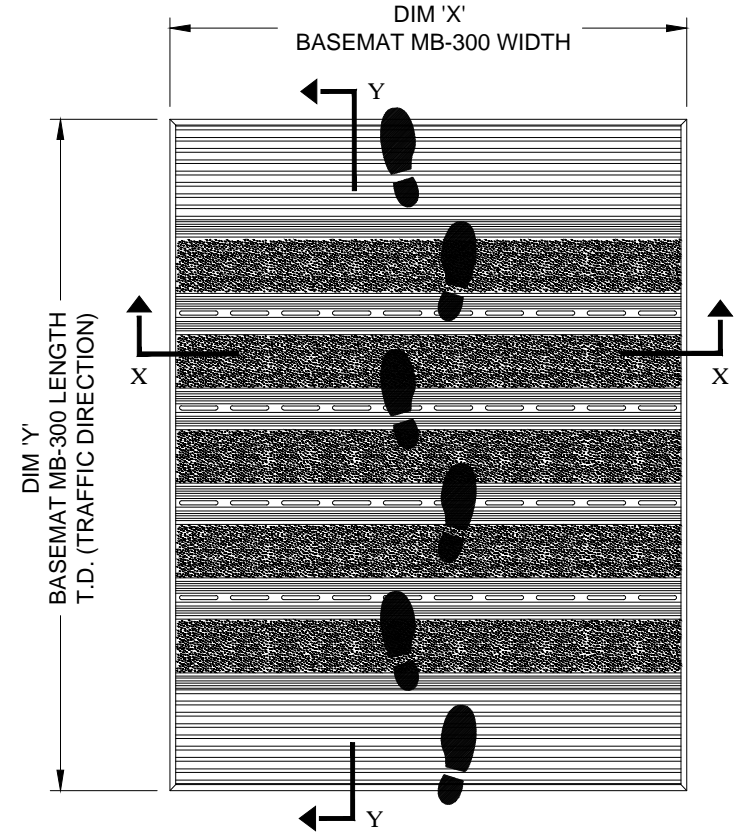 DIM 'X'
BASEMAT MB-300 WIDTH
Y
DIM 'Y'
BASEMAT MB-300 LENGTH
T.D. (TRAFFIC DIRECTION)
X
X
Y